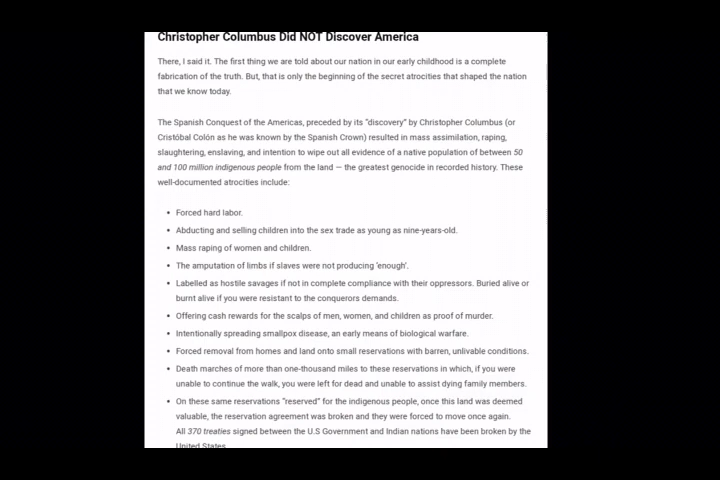 Christopher Columbus Did NOT Discover America
There, I said it. The first thing we are told about our nation in our early childhood is a complete
fabrication of the truth. But, that is only the beginning of the secret atrocities that shaped the nation
that we know today.
The Spanish Conquest of the Americas, preceded by its “discovery” by Christopher Columbus (or
Cristóbal Colón as he was known by the Spanish Crown) resulted in mass assimilation, raping,
slaughtering, enslaving, and intention to wipe out all evidence of a native population of between 50
and 100 million indigenous people from the land — the greatest genocide in recorded history. These
well-documented atrocities include:
• Forced hard labor.
• Abducting and selling children into the sex trade as young as nine-years-old.
• Mass raping of women and children.
• The amputation of limbs if slaves were not producing ‘enough’.
• Labelled as hostile savages if not in complete compliance with their oppressors. Buried alive or
burnt alive if you were resistant to the conquerors demands.
• Offering cash rewards for the scalps of men, women, and children as proof of murder.
• Intentionally spreading smallpox disease, an early means of biological warfare.
• Forced removal from homes and land onto small reservations with barren, unlivable conditions.
• Death marches of more than one-thousand miles to these reservations in which, if you were
unable to continue the walk, you were left for dead and unable to assist dying family members.
• On these same reservations “reserved” for the indigenous people, once this land was deemed
valuable, the reservation agreement was broken and they were forced to move once again.
All 370 treaties signed between the U.S Government and Indian nations have been broken by the
United States.